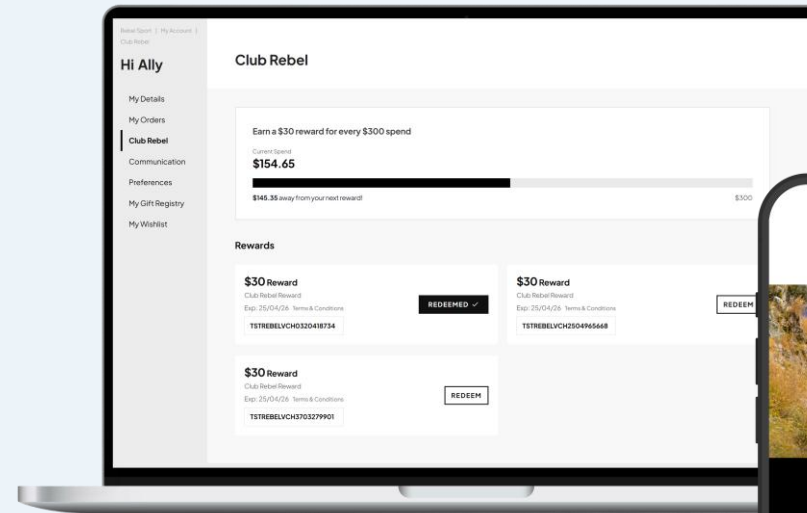 Rebel Sport | My Account |
Club Rebel
Hi Ally
My Details
My Orders
Club Rebel
Communication
Preferences
My Gift Registry
My Wishlist
Club Rebel
Earn a $30 reward for every $300 spend
Current Spend
$154.65
$145.35 away from your next reward!
$300
Rewards
$30 Reward
Club Rebel Reward
Exp: 25/04/26 Terms & Conditions
TSTREBELVCH0320418734
REDEEMED ✓
$30 Reward
Club Rebel Reward
Exp: 25/04/26 Terms & Conditions
TSTREBELVCH2504965668
REDEEM
$30 Reward
Club Rebel Reward
Exp: 25/04/26 Terms & Conditions
TSTREBELVCH3703279901
REDEEM